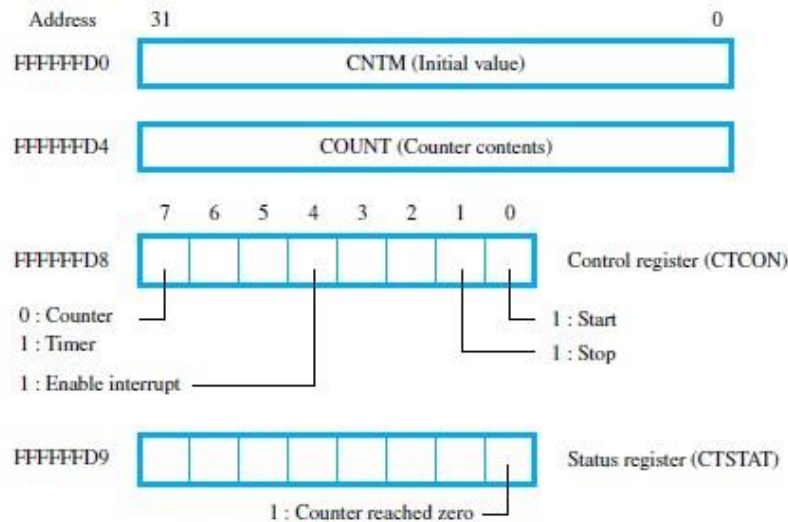 Address 31 0
FFFFFFD0 CNTM (Initial value)
FFFFFFD4 COUNT (Counter contents)
7 6 5 4 3 2 1 0
FFFFFFD8 Control register (CTCON)
0 : Counter
1 : Start
1 : Timer
1 : Stop
1 : Enable interrupt
FFFFFFD9 Status register (CTSTAT)
1 : Counter reached zero